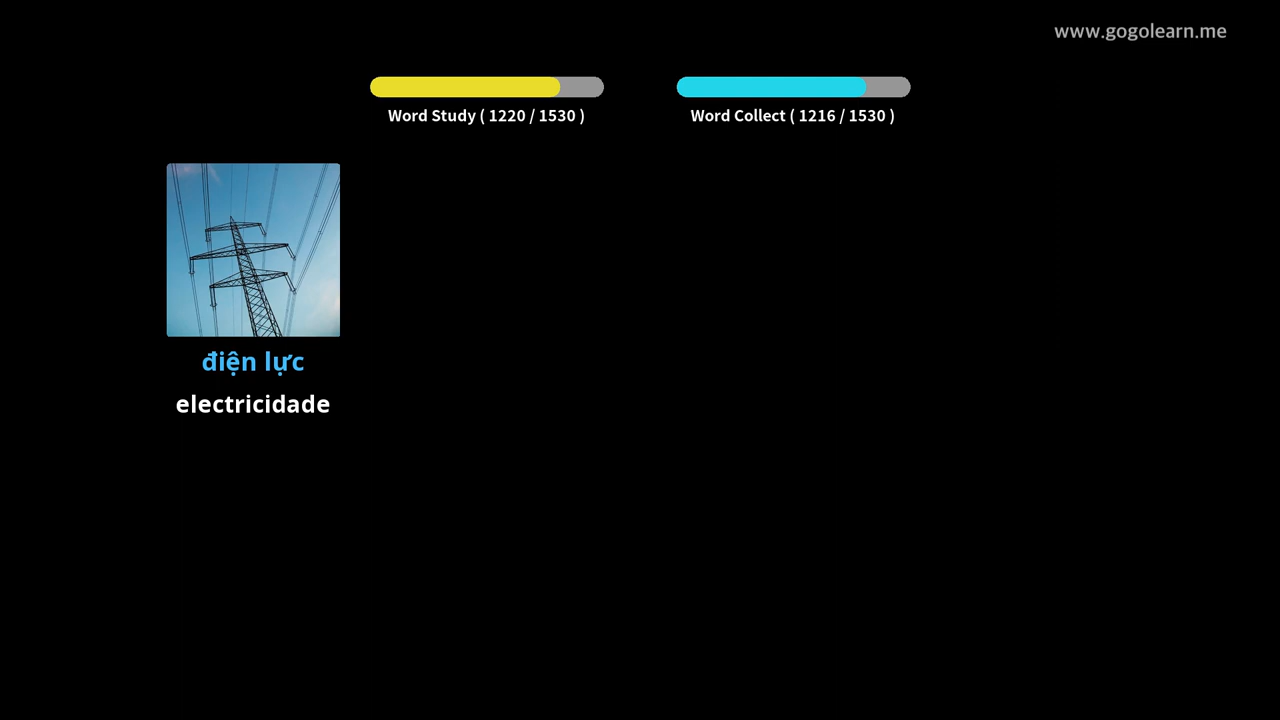 www.gogolearn.me
Word Study ( 1220 / 1530 )
Word Collect ( 1216 / 1530 )
điện lực
electricidade